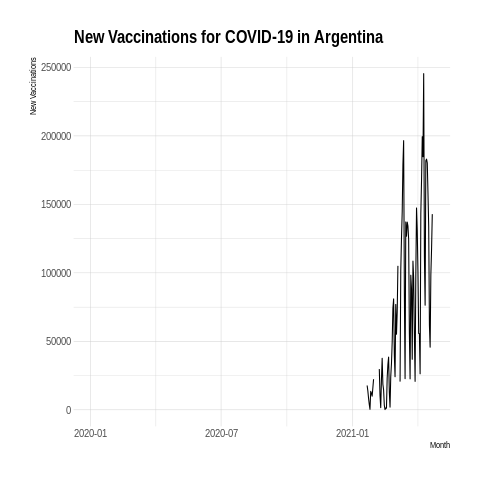 New Vaccinations for COVID-19 in Argentina
New Vaccinations
250000
200000
150000
100000
50000
0
2020-01 2020-07 2021-01
Month